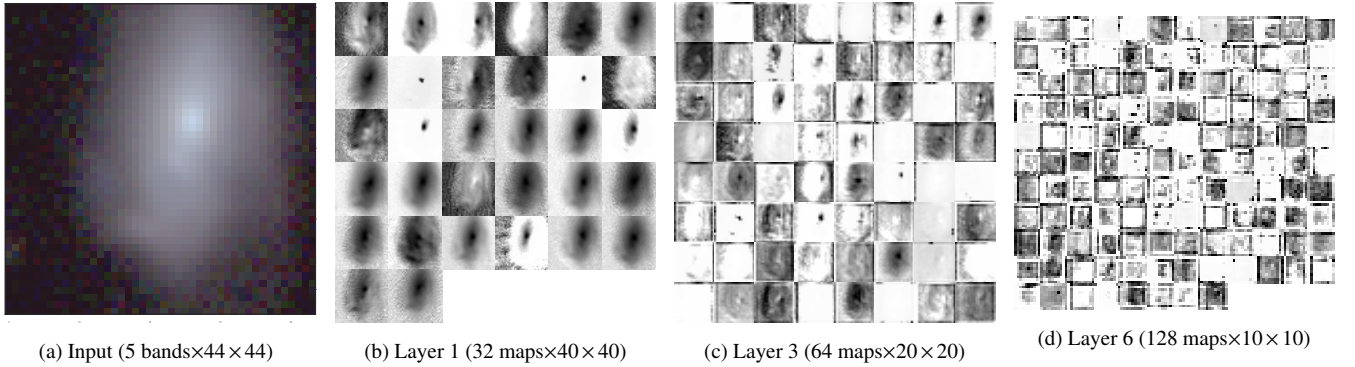 (a) Input (5 bands×44×44)
(b) Layer 1 (32 maps×40×40)
(c) Layer 3 (64 maps×20×20)
(d) Layer 6 (128 maps×10×10)